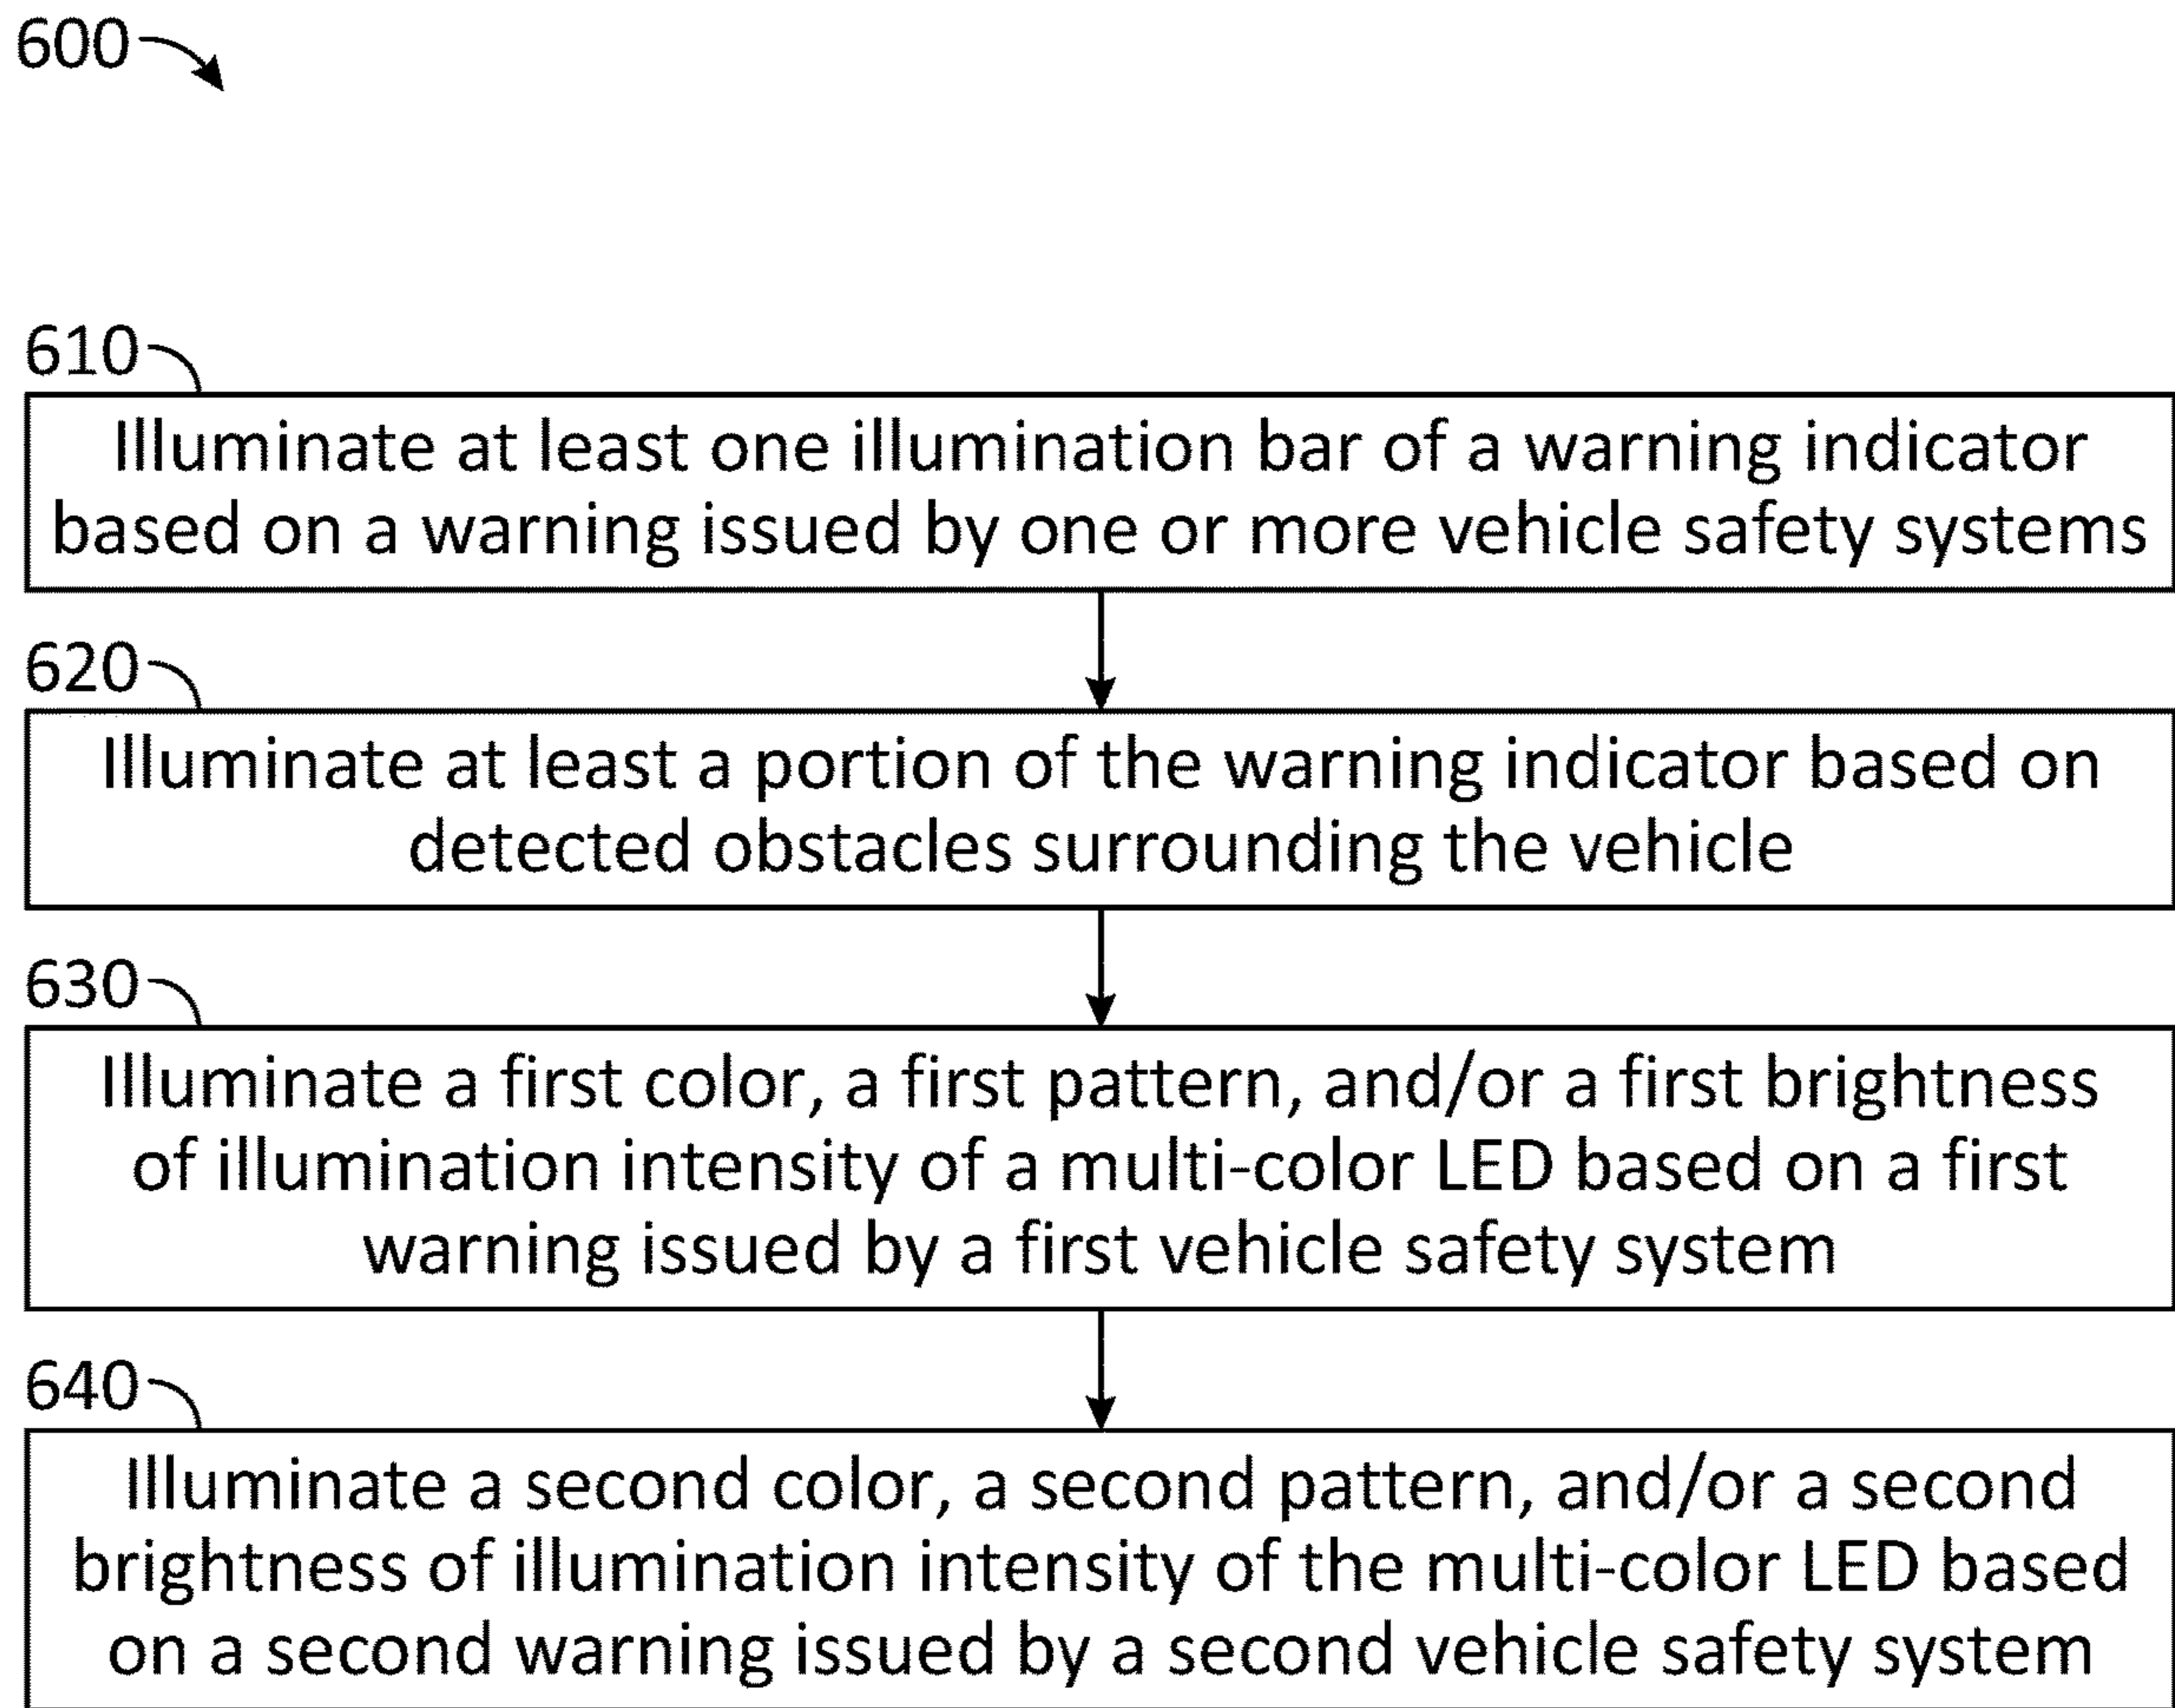 600
610
Illuminate at least one illumination bar of a warning indicator
based on a warning issued by one or more vehicle safety systems
620
Illuminate at least a portion of the warning indicator based on
detected obstacles surrounding the vehicle
630
Illuminate a first color, a first pattern, and/or a first brightness
of illumination intensity of a multi-color LED based on a first
warning issued by a first vehicle safety system
640
Illuminate a second color, a second pattern, and/or a second
brightness of illumination intensity of the multi-color LED based
on a second warning issued by a second vehicle safety system